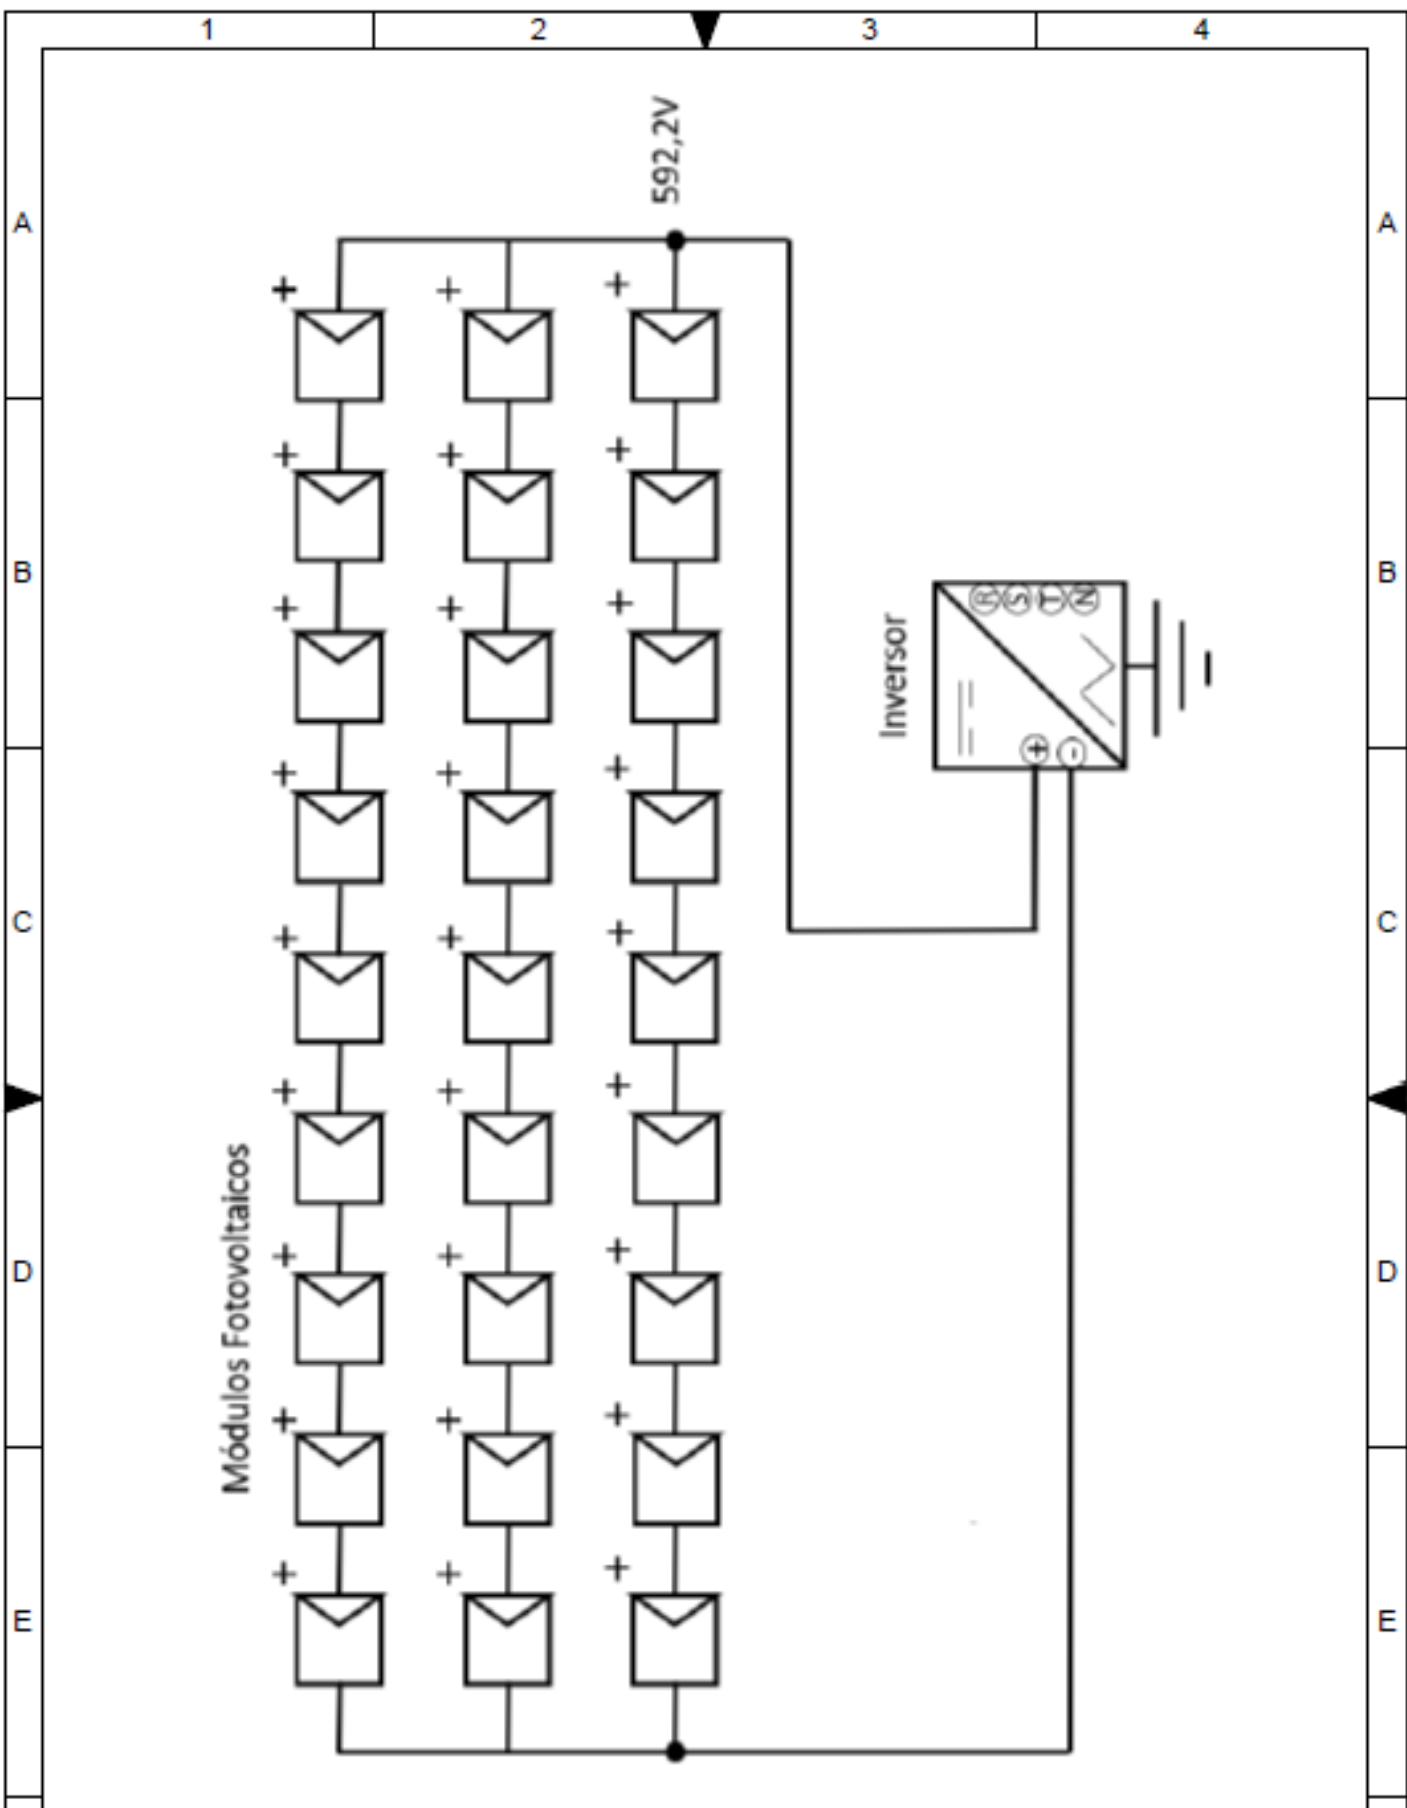 1 2 3 4
592,2V
A A
+ + +
+ + +
B B
R S T N
Inversor
+ + +
+ -
+ + +
C C
+ + +
+ + +
Módulos Fotovoltaicos
D D
+ + +
+ + +
+ + +
E E